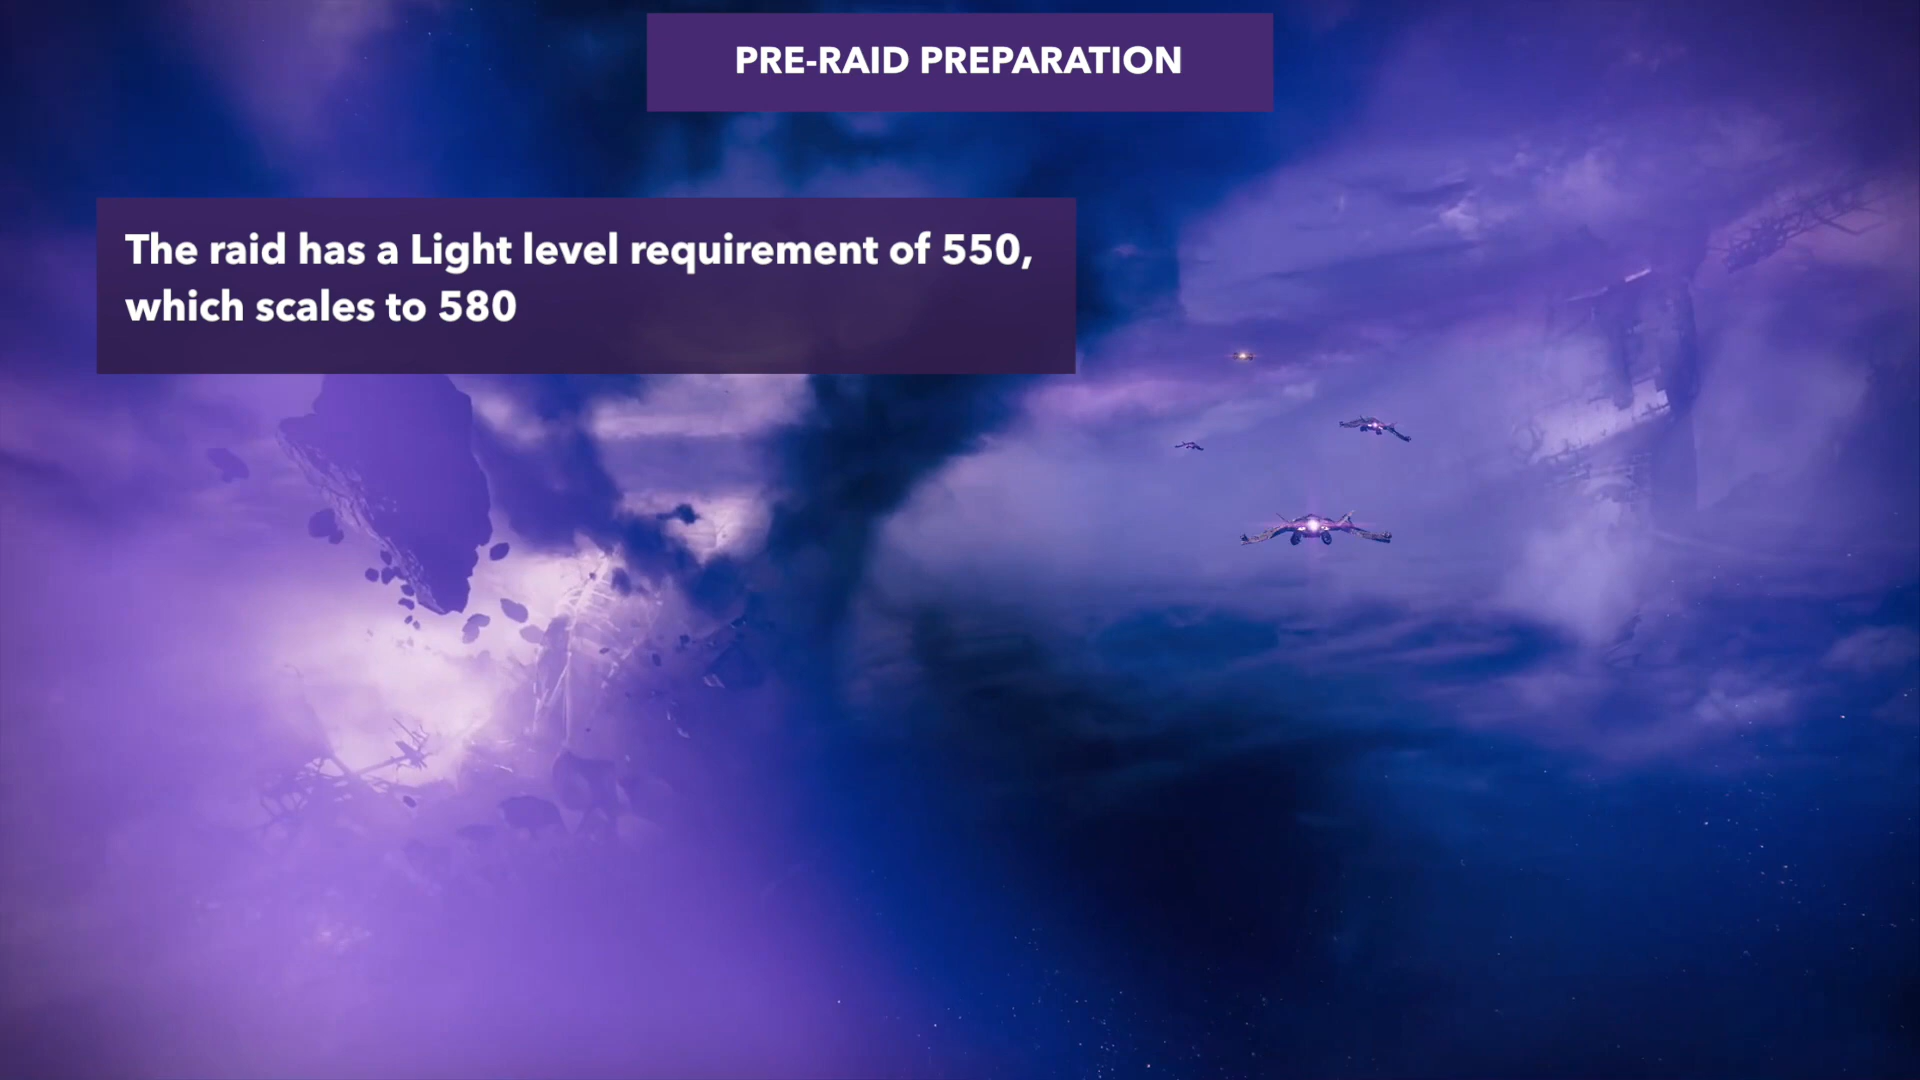 PRE-RAID PREPARATION
The raid has a Light level requirement of 550,
which scales to 580